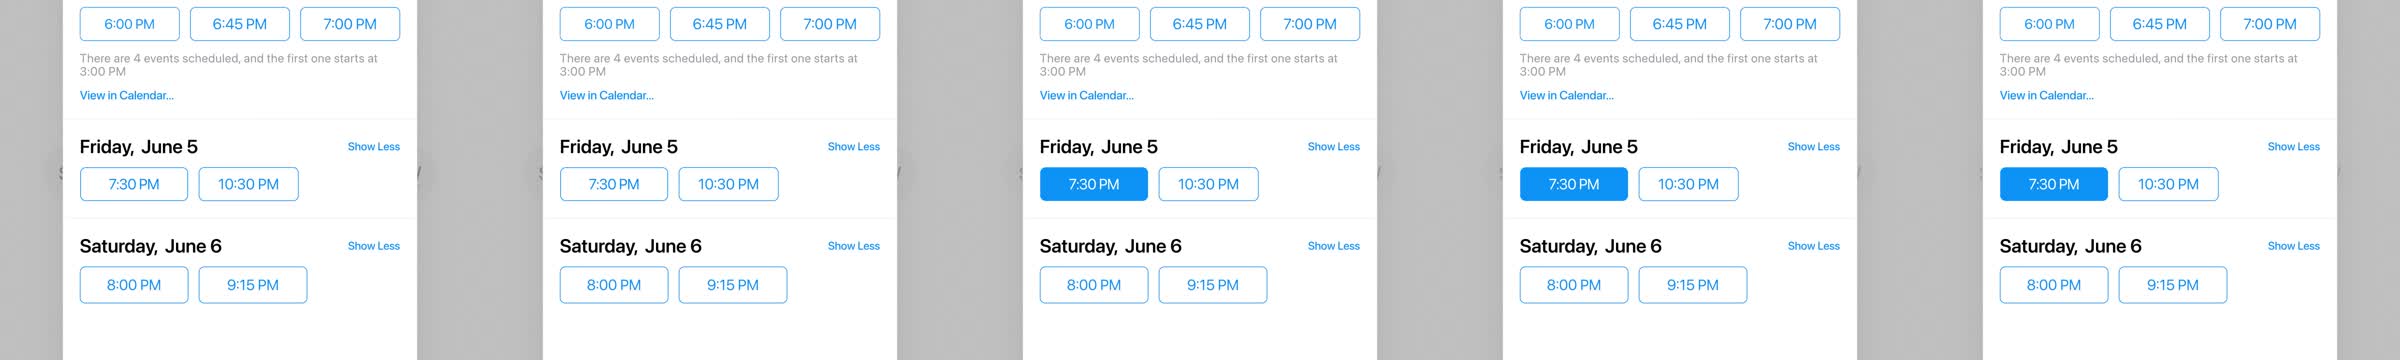 6:00 PM 6:45 PM 7:00 PM
There are 4 events scheduled, and the first one starts at
3:00 PM
View in Calendar...
Friday, June 5 Show Less
7:30 PM 10:30 PM
Saturday, June 6 Show Less
8:00 PM 9:15 PM
6:00 PM 6:45 PM 7:00 PM
There are 4 events scheduled, and the first one starts at
3:00 PM
View in Calendar...
Friday, June 5 Show Less
7:30 PM 10:30 PM
Saturday, June 6 Show Less
8:00 PM 9:15 PM
6:00 PM 6:45 PM 7:00 PM
There are 4 events scheduled, and the first one starts at
3:00 PM
View in Calendar...
Friday, June 5 Show Less
7:30 PM 10:30 PM
Saturday, June 6 Show Less
8:00 PM 9:15 PM
6:00 PM 6:45 PM 7:00 PM
There are 4 events scheduled, and the first one starts at
3:00 PM
View in Calendar...
Friday, June 5 Show Less
7:30 PM 10:30 PM
Saturday, June 6 Show Less
8:00 PM 9:15 PM
6:00 PM 6:45 PM 7:00 PM
There are 4 events scheduled, and the first one starts at
3:00 PM
View in Calendar...
Friday, June 5 Show Less
7:30 PM 10:30 PM
Saturday, June 6 Show Less
8:00 PM 9:15 PM